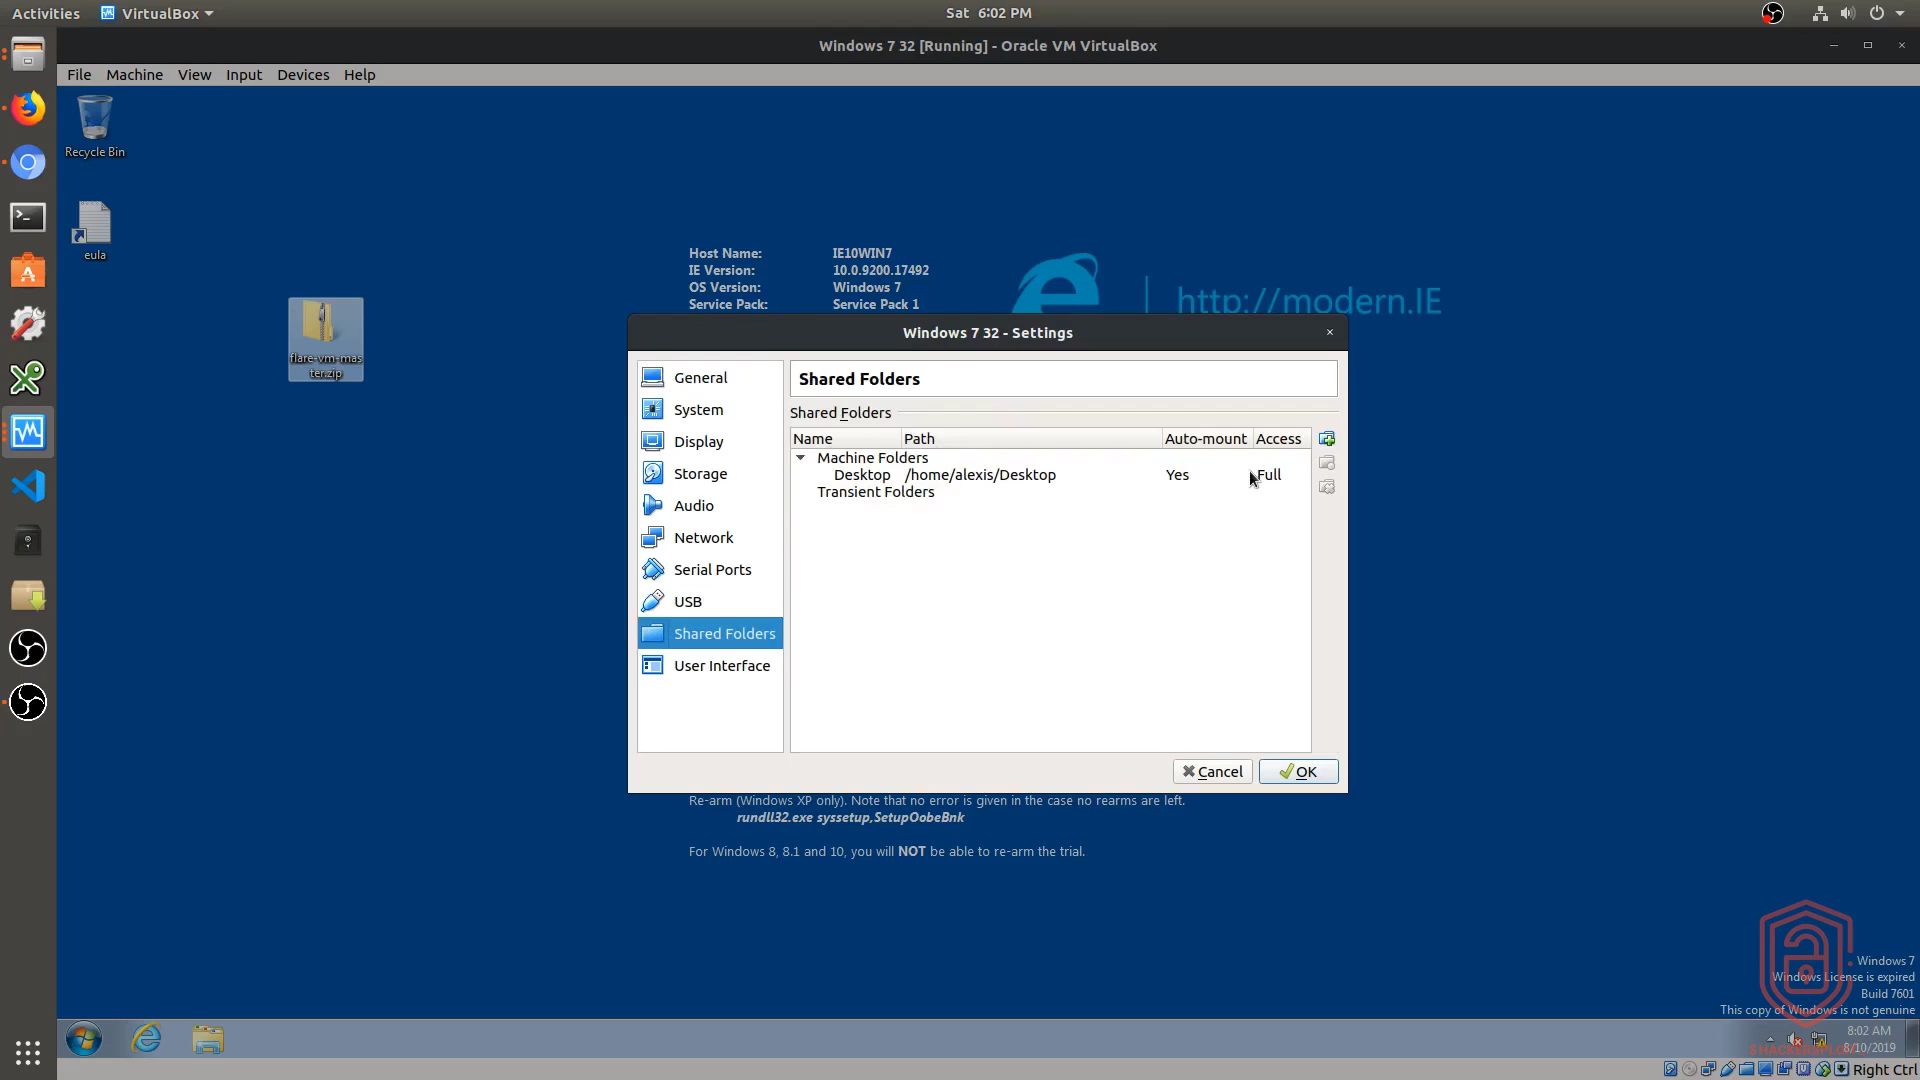 Activities VirtualBox Sat 6:02 PM
Windows 7 32 [Running] - Oracle VM VirtualBox
File Machine View Input Devices Help
Recycle Bin
eula
flare-vm-mas
ter.zip
Host Name: IE10WIN7
IE Version: 10.0.9200.17492
OS Version: Windows 7
Service Pack: Service Pack 1
http://modern.IE
Windows 7 32 - Settings
General
System
Display
Storage
Audio
Network
Serial Ports
USB
Shared Folders
User Interface
Shared Folders
Shared Folders
Name Path Auto-mount Access
Machine Folders
Desktop /home/alexis/Desktop Yes Full
Transient Folders
Cancel OK
Re-arm (Windows XP only). Note that no error is given in the case no rearms are left.
rundll32.exe syssetup,SetupOobeBnk
For Windows 8, 8.1 and 10, you will NOT be able to re-arm the trial.
Windows 7
Windows License is expired
Build 7601
This copy of Windows is not genuine
8:02 AM
8/10/2019
Right Ctrl